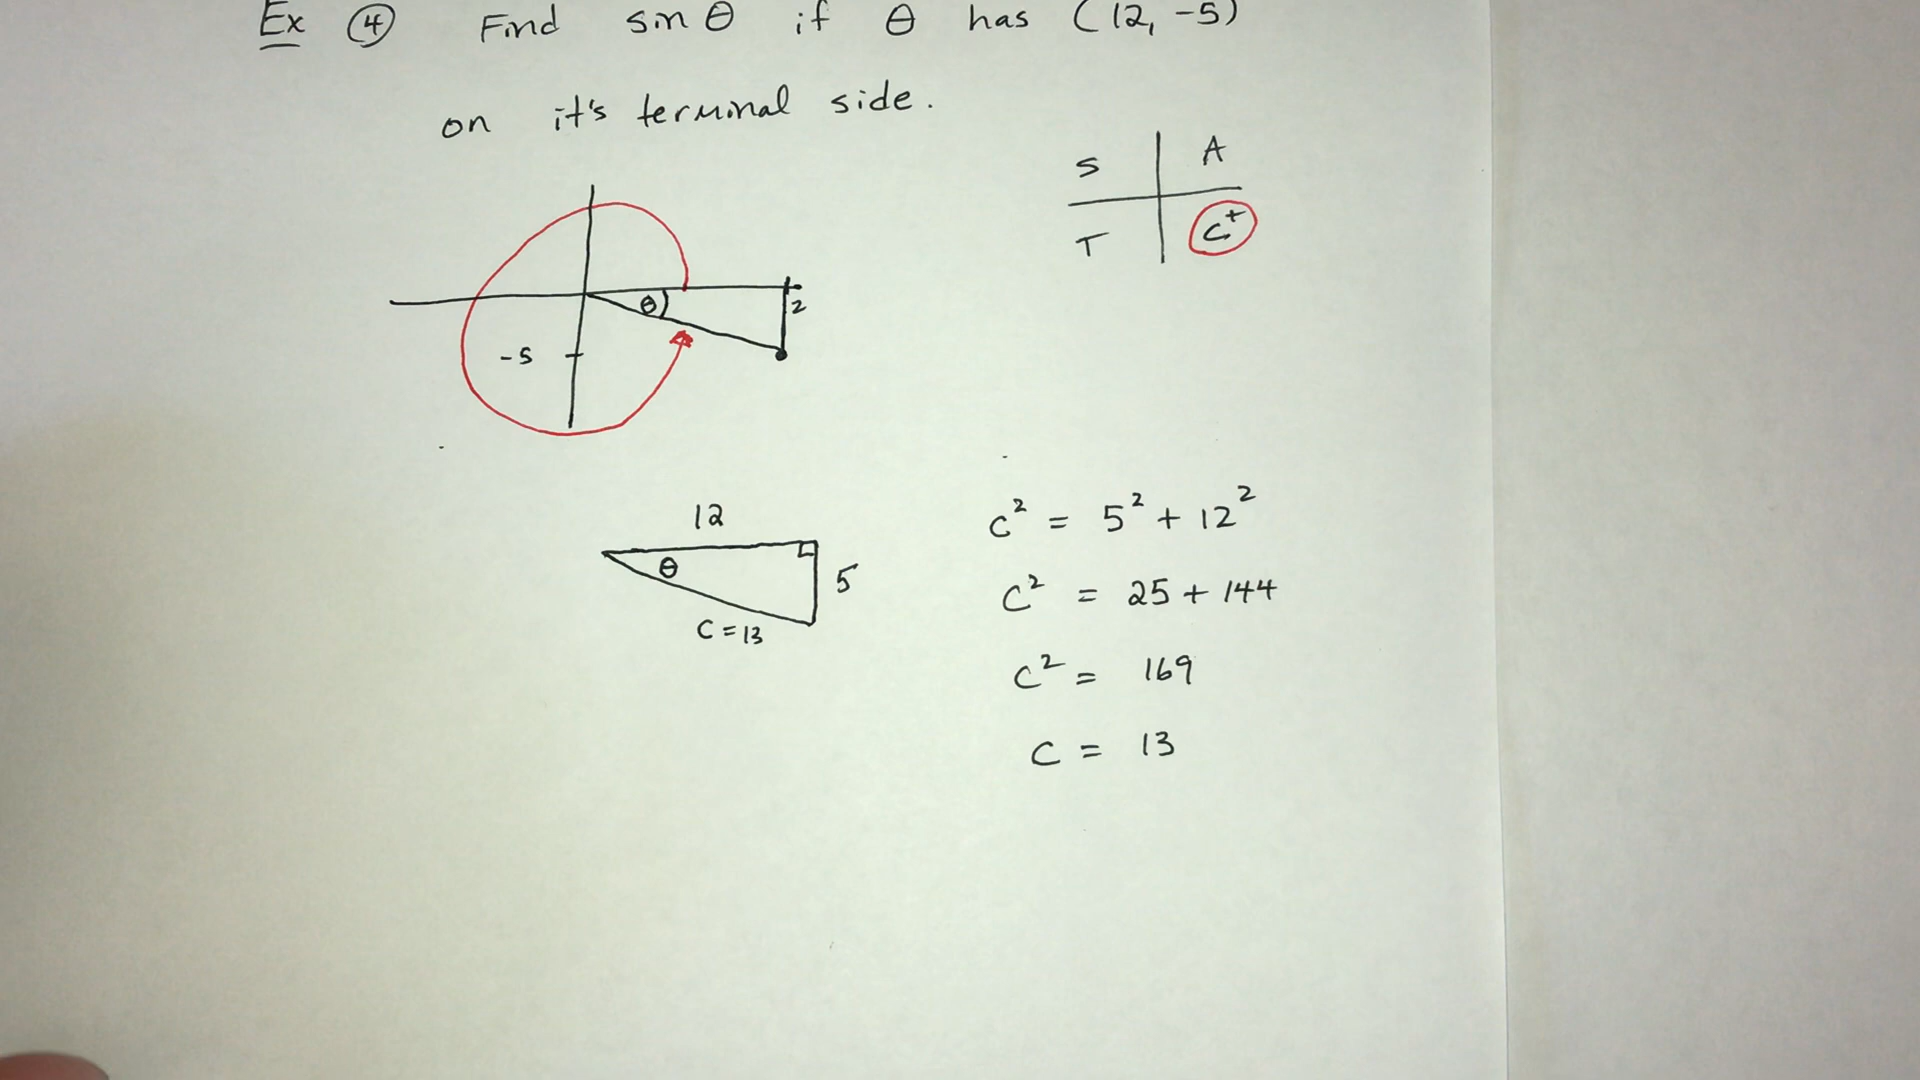 Ex ④ Find sin θ if θ has (12, -5)
on it's terminal side.
S A
T C+
θ
2
-5
12
θ
5
C = 13
c² = 5² + 12²
c² = 25 + 144
c² = 169
c = 13